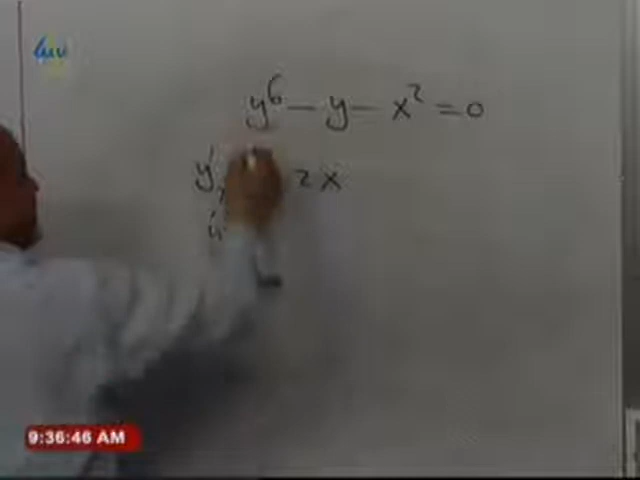 y⁶ - y - x² = 0
y' 2x
9:36:46 AM